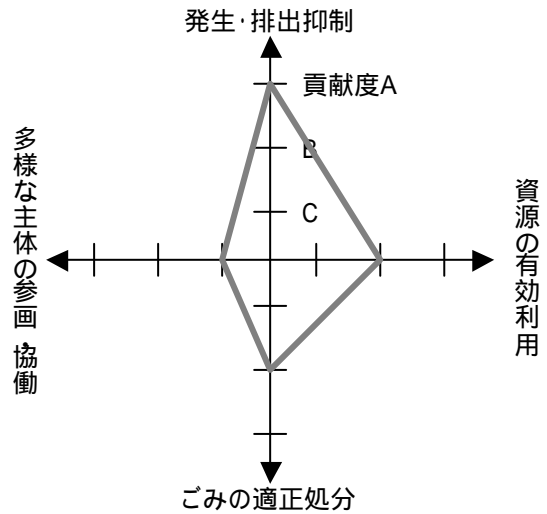 発生・排出抑制
貢献度A
B
C
多様な主体の参画・協働
資源の有効利用
ごみの適正処分